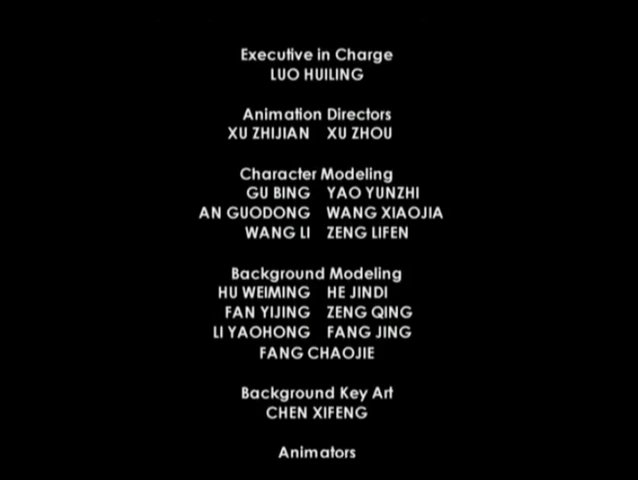 Executive in Charge
LUO HUILING
Animation Directors
XU ZHIJIAN XU ZHOU
Character Modeling
GU BING YAO YUNZHI
AN GUODONG WANG XIAOJIA
WANG LI ZENG LIFEN
Background Modeling
HU WEIMING HE JINDI
FAN YIJING ZENG QING
LI YAOHONG FANG JING
FANG CHAOJIE
Background Key Art
CHEN XIFENG
Animators